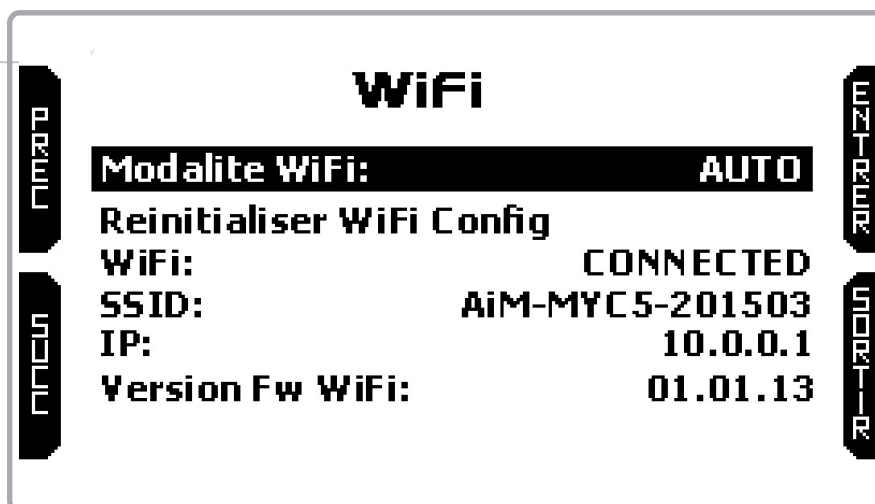 WiFi
PREC
ENTRER
Modalite WiFi: AUTO
Reinitialiser WiFi Config
WiFi: CONNECTED
SSID: AiM-MYC5-201503
IP: 10.0.0.1
Version Fw WiFi: 01.01.13
SUCC
SORTIR